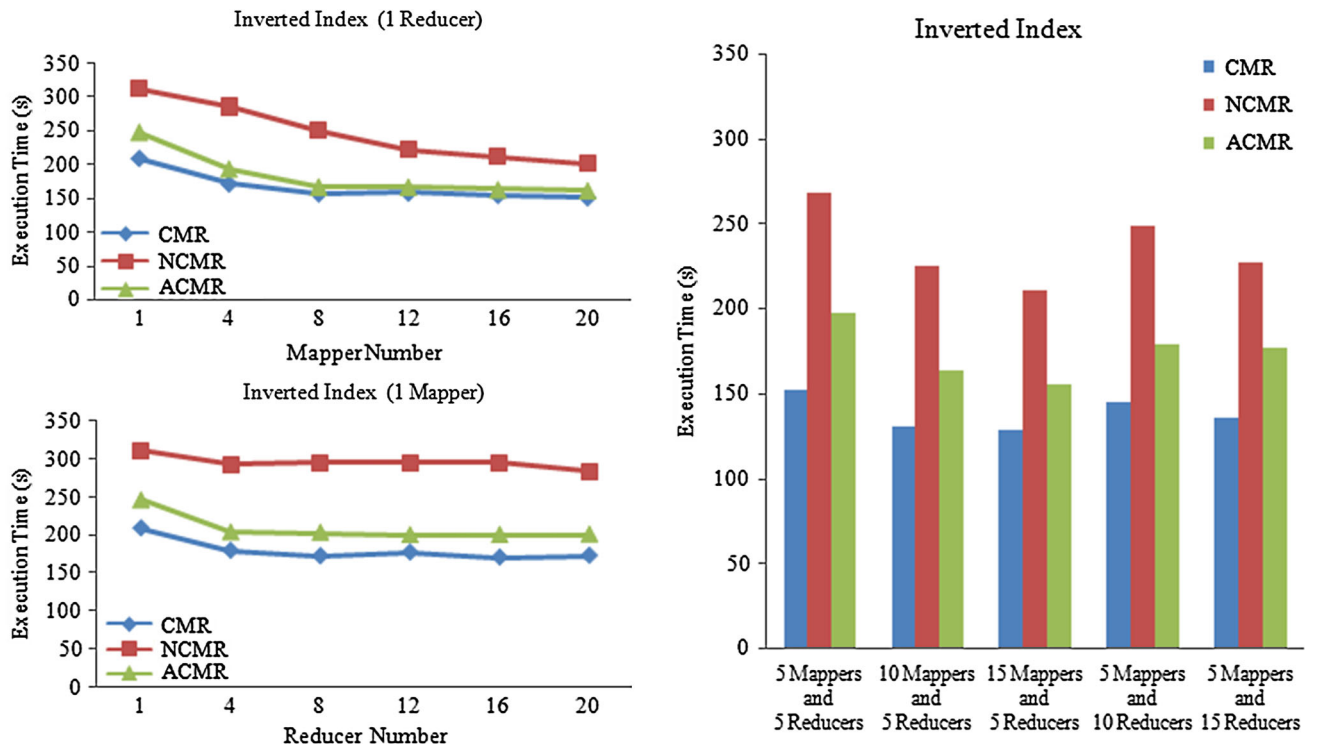 Inverted Index (1 Reducer)
Execution Time (s)
350
300
250
200
150
100
50
0
CMR
NCMR
ACMR
1 4 8 12 16 20
Mapper Number
Inverted Index (1 Mapper)
Execution Time (s)
350
300
250
200
150
100
50
0
CMR
NCMR
ACMR
1 4 8 12 16 20
Reducer Number
Inverted Index
Execution Time (s)
350
300
250
200
150
100
50
0
CMR
NCMR
ACMR
5 Mappers
and
5 Reducers
10 Mappers
and
5 Reducers
15 Mappers
and
5 Reducers
5 Mappers
and
10 Reducers
5 Mappers
and
15 Reducers